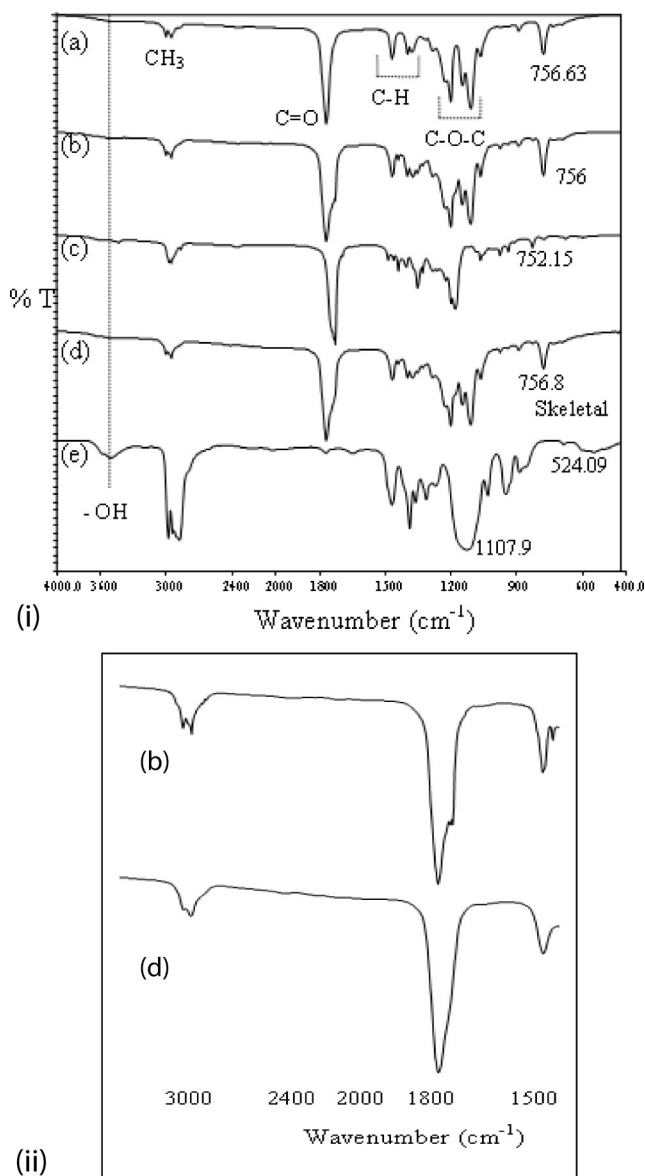 (a)
CH3
C-H
756.63
C=O
C-O-C
(b)
756
(c)
752.15
% T
(d)
756.8
Skeletal
(e)
524.09
- OH
1107.9
4000.0 3600 3000 2400 2000 1800 1500 1200 900 600 400.0
(i)
Wavenumber (cm-1)
(b)
(d)
3000 2400 2000 1800 1500
Wavenumber (cm-1)
(ii)